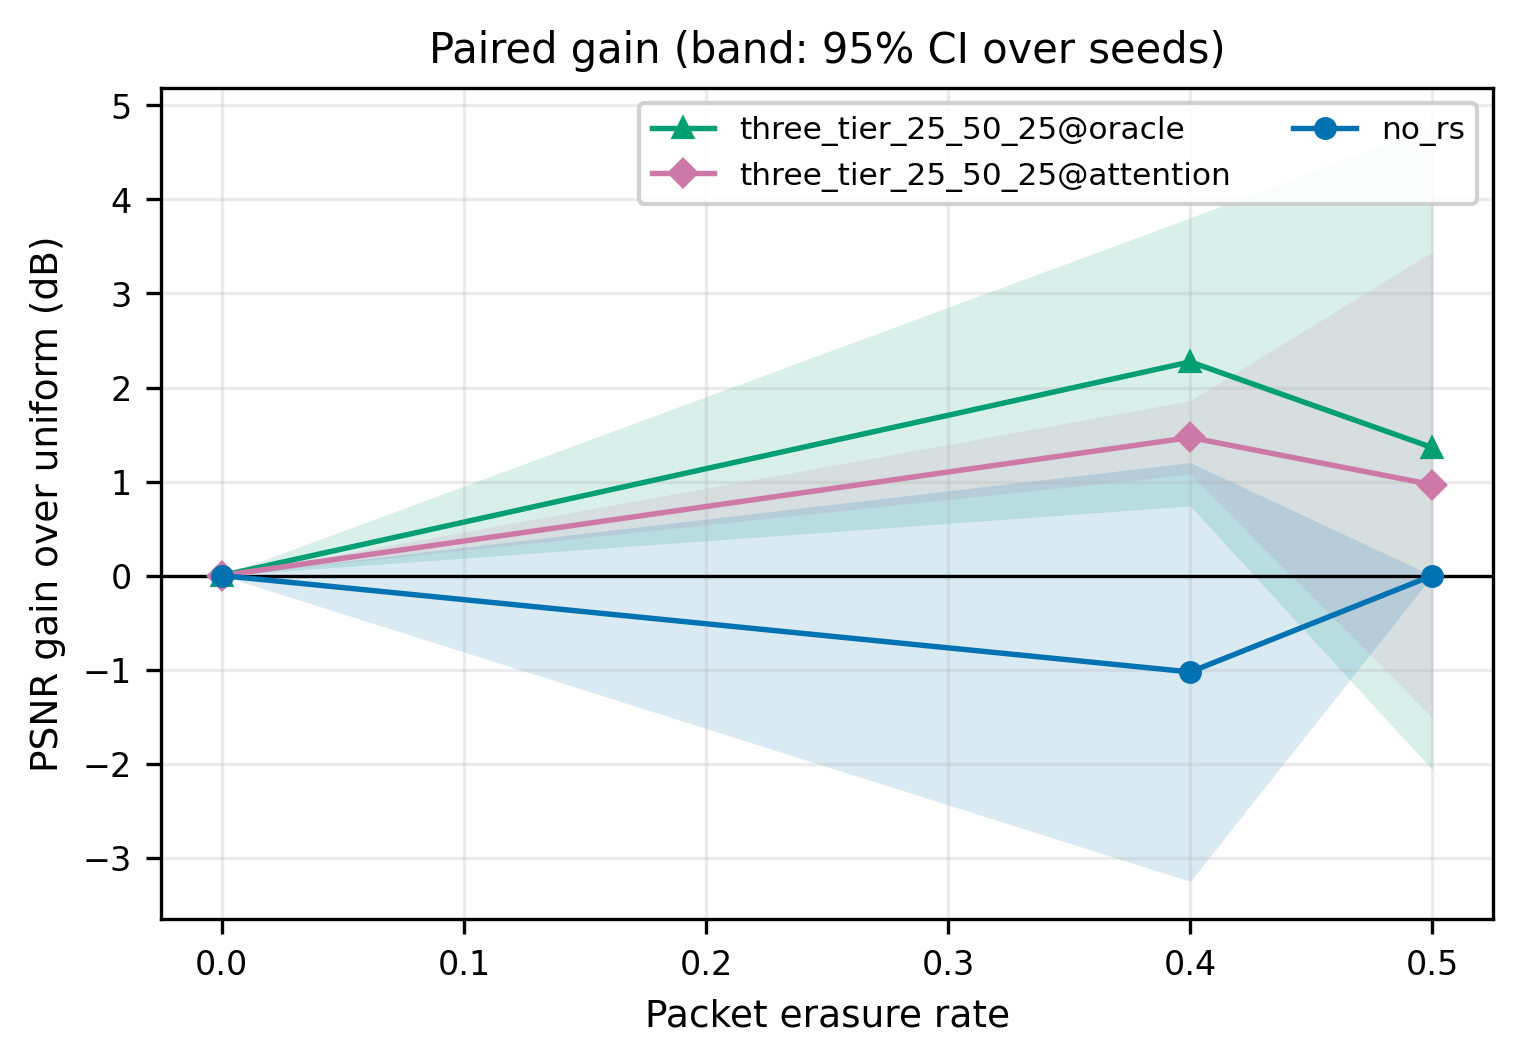 Paired gain (band: 95% CI over seeds)
three_tier_25_50_25@oracle
three_tier_25_50_25@attention
no_rs
PSNR gain over uniform (dB)
5
4
3
2
1
0
−1
−2
−3
0.0 0.1 0.2 0.3 0.4 0.5
Packet erasure rate